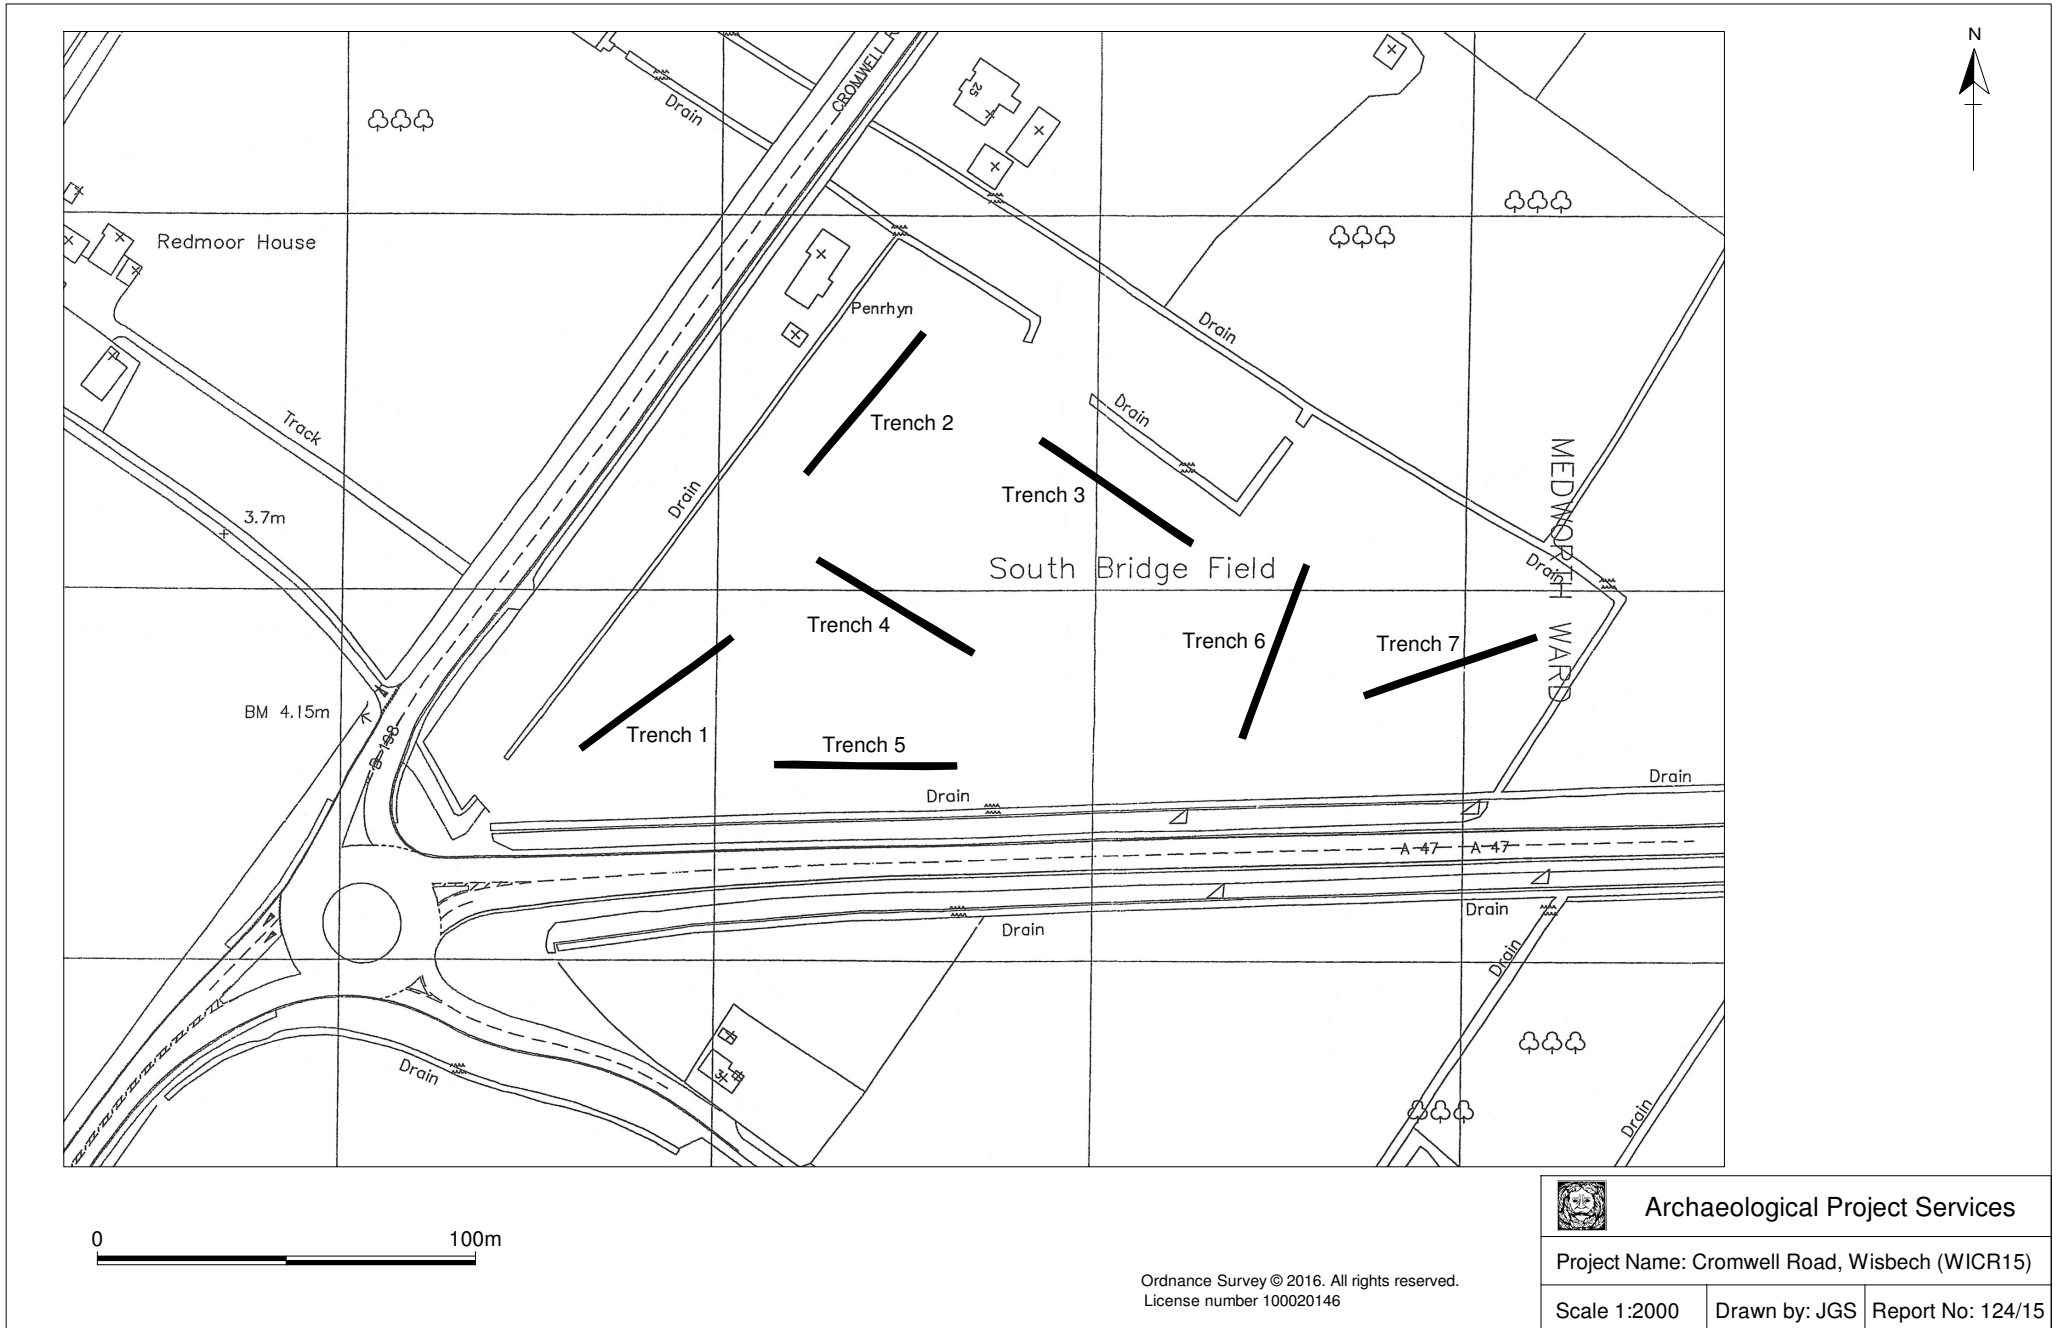 N
CROMWELL
Drain
25
Redmoor House
Penrhyn
Drain
Drain
Track
Trench 2
Drain
Trench 3
3.7m
MEDWORTH WARD
South Bridge Field
Drain
Trench 4
Trench 6
Trench 7
BM 4.15m
Trench 1
Trench 5
Drain
Drain
A 47
A 47
Drain
Drain
Drain
Drain
Drain
0
100m
Archaeological Project Services
Project Name: Cromwell Road, Wisbech (WICR15)
Ordnance Survey © 2016. All rights reserved.
License number 100020146
Scale 1:2000
Drawn by: JGS
Report No: 124/15